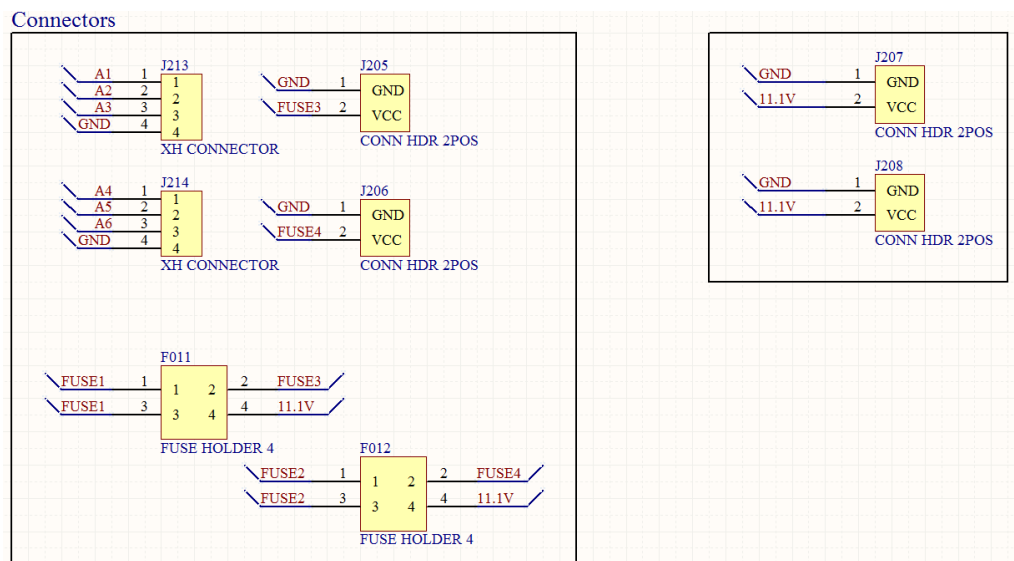 Connectors
J213
A1 1 1
A2 2 2
A3 3 3
GND 4 4
XH CONNECTOR
J205
GND 1 GND
FUSE3 2 VCC
CONN HDR 2POS
J207
GND 1 GND
11.1V 2 VCC
CONN HDR 2POS
J214
A4 1 1
A5 2 2
A6 3 3
GND 4 4
XH CONNECTOR
J206
GND 1 GND
FUSE4 2 VCC
CONN HDR 2POS
J208
GND 1 GND
11.1V 2 VCC
CONN HDR 2POS
F011
FUSE1 1 1 2 2 FUSE3
FUSE1 3 3 4 4 11.1V
FUSE HOLDER 4
F012
FUSE2 1 1 2 2 FUSE4
FUSE2 3 3 4 4 11.1V
FUSE HOLDER 4